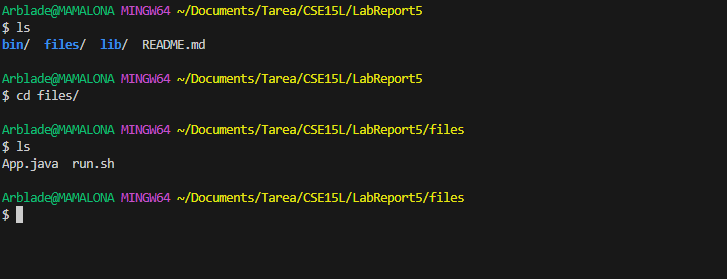 Arblade@MAMALONA MINGW64 ~/Documents/Tarea/CSE15L/LabReport5
$ ls
bin/  files/  lib/  README.md
Arblade@MAMALONA MINGW64 ~/Documents/Tarea/CSE15L/LabReport5
$ cd files/
Arblade@MAMALONA MINGW64 ~/Documents/Tarea/CSE15L/LabReport5/files
$ ls
App.java  run.sh
Arblade@MAMALONA MINGW64 ~/Documents/Tarea/CSE15L/LabReport5/files
$